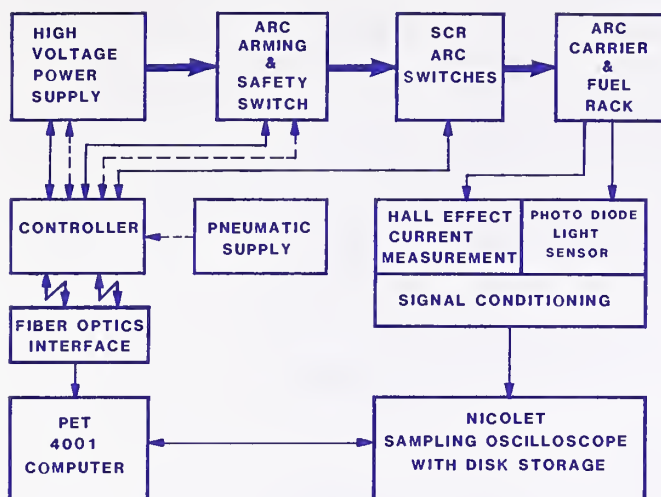 HIGH
VOLTAGE
POWER
SUPPLY
ARC
ARMING
&
SAFETY
SWITCH
SCR
ARC
SWITCHES
ARC
CARRIER
&
FUEL
RACK
CONTROLLER
PNEUMATIC
SUPPLY
HALL EFFECT
CURRENT
MEASUREMENT
PHOTO DIODE
LIGHT
SENSOR
SIGNAL CONDITIONING
FIBER OPTICS
INTERFACE
PET
4001
COMPUTER
NICOLET
SAMPLING OSCILLOSCOPE
WITH DISK STORAGE